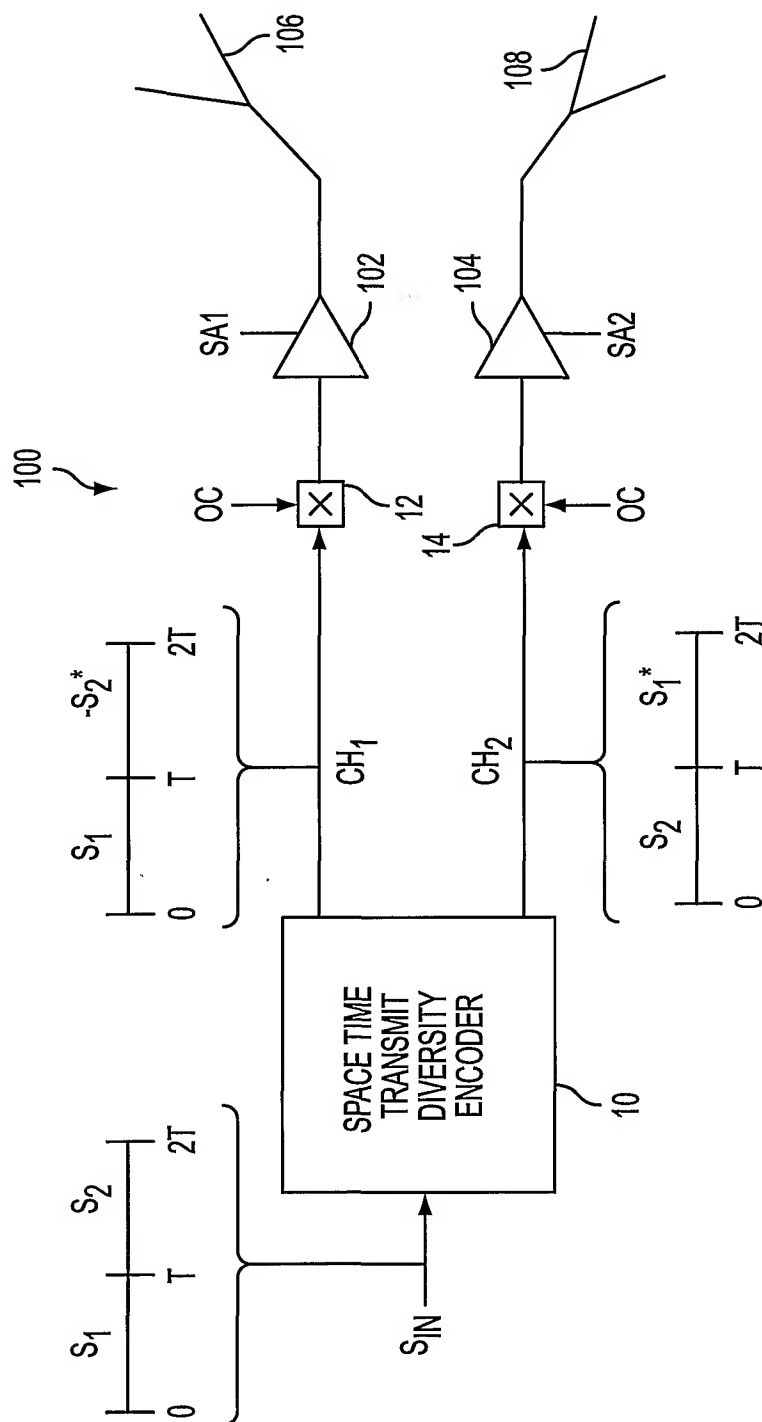 100
S1 S2
0 T 2T
SIN
SPACE TIME
TRANSMIT
DIVERSITY
ENCODER
10
S1 -S2*
0 T 2T
CH1
CH2
S2 S1*
0 T 2T
OC
12
14
OC
SA1
102
104
SA2
106
108